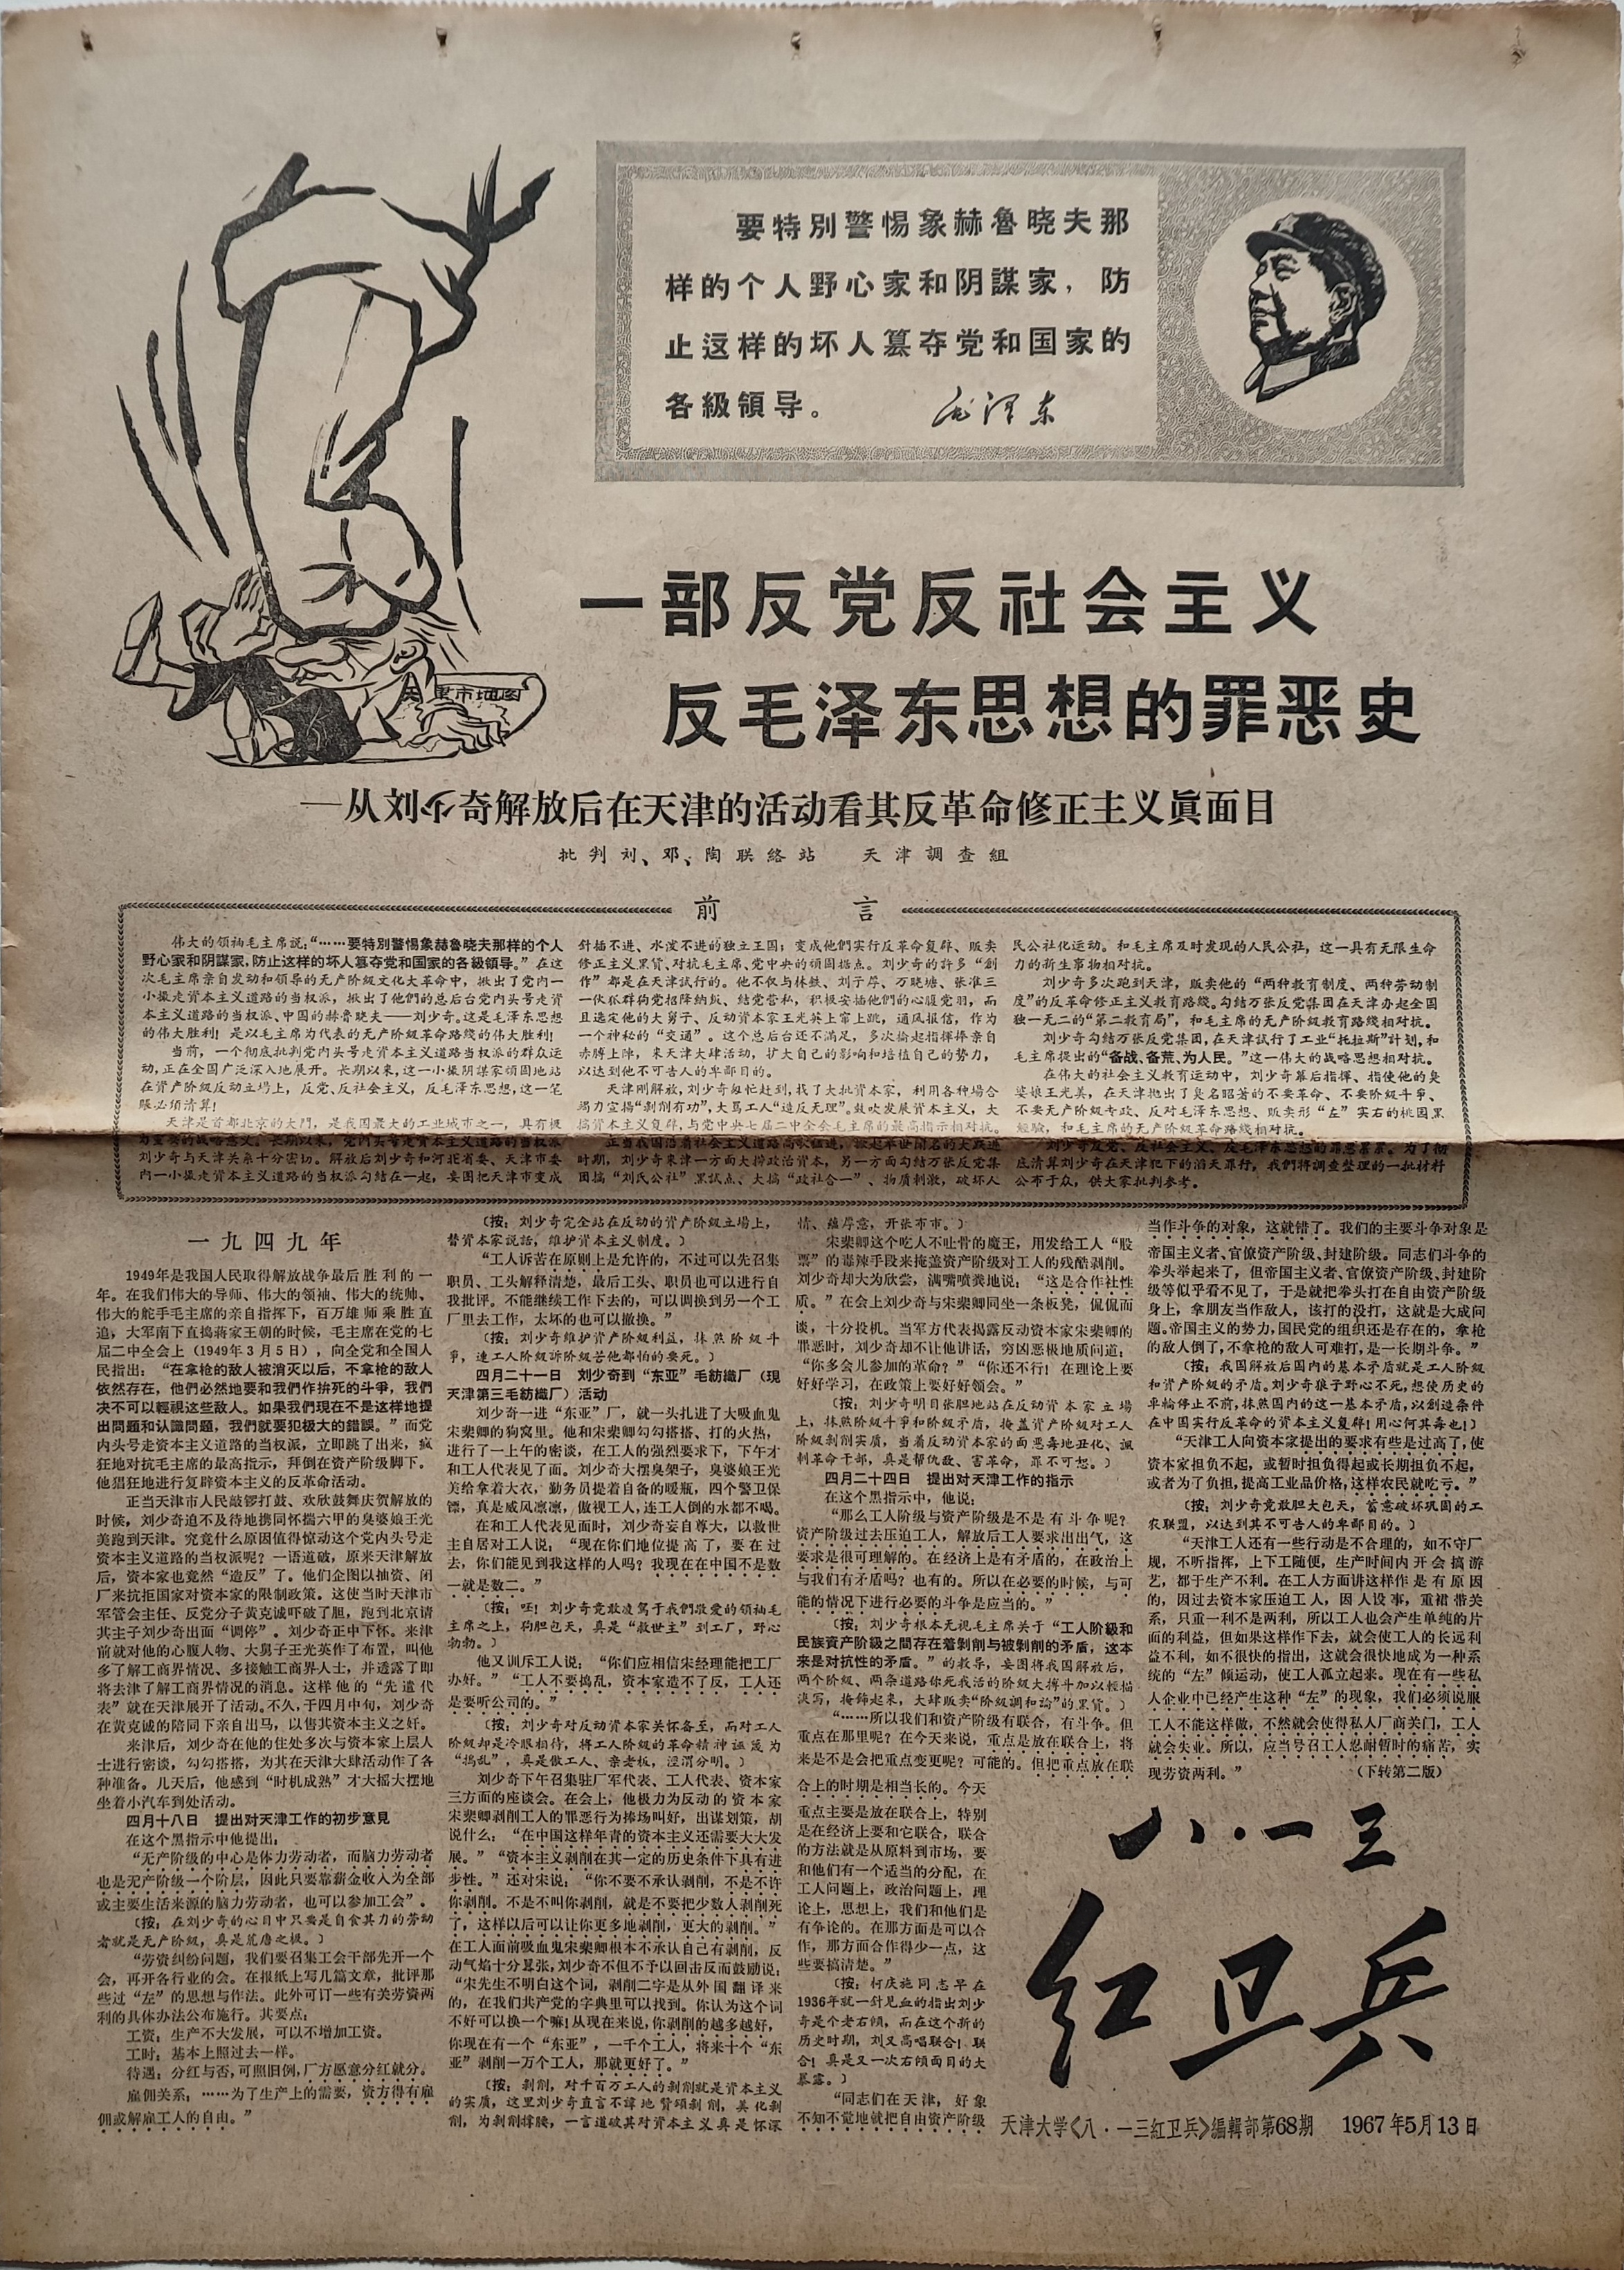 要特別警惕象赫魯晓夫那
样的个人野心家和阴謀家，防
止这样的坏人篡夺党和国家的
各級領导。
毛泽东
市地图
一部反党反社会主义
反毛泽东思想的罪恶史
—从刘少奇解放后在天津的活动看其反革命修正主义眞面目
批判刘、邓、陶联络站　天津調查組
前　言
伟大的领袖毛主席説：“……要特別警惕象赫魯晓夫那样的个人
野心家和阴謀家，防止这样的坏人篡夺党和国家的各級領导。”在这
次毛主席亲自发动和领导的无产阶级文化大革命中，揪出了党内一
小撮走资本主义道路的当权派，揪出了他們的总后台党内头号走資
本主义道路的当权派、中国的赫鲁晓夫——刘少奇。这是毛泽东思想
的伟大胜利！是以毛主席为代表的无产阶级革命路线的伟大胜利！
当前，一个彻底批判党内头号走資本主义道路当权派的群众运
动，正在全国广泛深入地展开。长期以来，这一小撮阴謀家頑固地站
在资产阶级反动立場上，反党、反社会主义，反毛泽东思想，这一笔
賬必須清算！
天津是首都北京的大門，是我国最大的工业城市之一，具有极
为重要的战略意义。长期以来，党内头号走資本主义道路的当权派
刘少奇与天津关系十分密切。解放后刘少奇和河北省委、天津市委
内一小撮走資本主义道路的当权派勾结在一起，妄图把天津市变成
針插不进、水泼不进的独立王国；变成他們实行反革命复辟、贩卖
修正主义黑貨、对抗毛主席、党中央的頑固据点。刘少奇的許多“創
作”都是在天津試行的。他不仅与林鉄、刘子厚、万晓塘、张淮三
一伙狐群狗党招降納叛、結党营私，积极安插他們的心腹党羽，而
且选定他的大舅子、反动資本家王光英上窜上跳，通风报信，作为
一个神秘的“交通”。这个总后台还不滿足，多次掄起指揮棒亲自
赤膊上阵，来天津大肆活动，扩大自己的影响和培植自己的势力，
以达到他不可告人的卑鄙目的。
天津刚解放，刘少奇匆忙赶到，找了大批资本家，利用各种場合
竭力宣揚“剝削有功”，大罵工人“造反无理”。鼓吹发展资本主义，大
搞資本主义复辟，与党中央七届二中全会毛主席的最高指示相对抗。
正当我国沿着社会主义道路高歌猛进，掀起举世闻名的大跃进
时期，刘少奇来津一方面大撈政治資本，另一方面勾結万张反党集
团搞“刘氏公社”黑試点、大搞“政社合一”、物质刺激，破坏人
民公社化运动。和毛主席及时发现的人民公社，这一具有无限生命
力的新生事物相对抗。
刘少奇多次跑到天津，贩卖他的“两种教育制度、两种劳动制
度”的反革命修正主义教育路綫。勾結万张反党集团在天津办起全国
独一无二的“第二教育局”，和毛主席的无产阶級教育路綫相对抗。
刘少奇勾結万张反党集团，在天津試行了工业“托拉斯”計划，和
毛主席提出的“备战、备荒、为人民。”这一伟大的战略思想相对抗。
在伟大的社会主义教育运动中，刘少奇幕后指揮、指使他的臭
婆娘王光美，在天津抛出了臭名昭著的不要革命、不要阶級斗爭、
不要无产阶級专政、反对毛泽东思想、贩卖形“左”实右的桃园黑
經驗，和毛主席的无产阶級革命路綫相对抗。
刘少奇反党、反社会主义、反毛泽东思想的罪恶累累。为了彻
底清算刘少奇在天津犯下的滔天罪行，我們将調查整理的一批材料
公布于众，供大家批判参考。
一九四九年
1949年是我国人民取得解放战争最后胜利的一
年。在我们伟大的导师、伟大的领袖、伟大的统帅、
伟大的舵手毛主席的亲自指挥下，百万雄师乘胜直
追，大军南下直捣蒋家王朝的时候，毛主席在党的七
届二中全会上（1949年3月5日），向全党和全国人
民指出：“在拿枪的敌人被消灭以后，不拿枪的敌人
依然存在，他們必然地要和我們作拚死的斗爭，我們
决不可以輕视这些敌人。如果我們現在不是这样地提
出問題和认識問題，我們就要犯极大的錯誤。”而党
内头号走资本主义道路的当权派，立即跳了出来，疯
狂地对抗毛主席的最高指示，拜倒在资产阶级脚下。
他猖狂地进行复辟资本主义的反革命活动。
正当天津市人民敲锣打鼓、欢欣鼓舞庆贺解放的
时候，刘少奇迫不及待地携同怀揣六甲的臭婆娘王光
美跑到天津。究竟什么原因值得惊动这个党内头号走
资本主义道路的当权派呢？一语道破，原来天津解放
后，资本家也竟然“造反”了。他们企图以抽资、闭
厂来抗拒国家对资本家的限制政策。这使当时天津市
军管会主任、反党分子黄克诚吓破了胆，跑到北京请
其主子刘少奇出面“调停”。刘少奇正中下怀。来津
前就对他的心腹人物、大舅子王光英作了布置，叫他
多了解工商界情况、多接触工商界人士，并透露了即
将去津了解工商界情况的消息。这样他的“先遣代
表”就在天津展开了活动。不久，于四月中旬，刘少奇
在黄克诚的陪同下亲自出马，以售其资本主义之好。
来津后，刘少奇在他的住处多次与资本家上层人
士进行密谈，勾勾搭搭，为其在天津大肆活动作了各
种准备。几天后，他感到“时机成熟”才大摇大摆地
坐着小汽车到处活动。
四月十八日　提出对天津工作的初步意見
在这个黑指示中他提出：
“无产阶级的中心是体力劳动者，而脑力劳动者
也是无产阶级一个阶层，因此只要靠薪金收入为全部
或主要生活来源的脑力劳动者，也可以参加工会”。
〔按：在刘少奇的心目中只要是自食其力的劳动
者就是无产阶級，真是荒唐之极。〕
“劳资纠纷问题，我们要召集工会干部先开一个
会，再开各行业的会。在报纸上写几篇文章，批评那
些过“左”的思想与作法。此外可订一些有关劳资两
利的具体办法公布施行。其要点：
工资：生产不大发展，可以不增加工资。
工时：基本上照过去一样。
待遇：分红与否，可照旧例，厂方愿意分红就分。
雇佣关系：……为了生产上的需要，资方得有雇
佣或解雇工人的自由。”
〔按：刘少奇完全站在反动的资产阶級立場上，
替資本家說話，维护資本主义制度。〕
“工人诉苦在原则上是允许的，不过可以先召集
职员、工头解释清楚，最后工头、职员也可以进行自
我批评。不能继续工作下去的，可以调换到另一个工
厂里去工作，太坏的也可以撤换。”
〔按：刘少奇维护资产阶級利益，抹煞阶級斗
爭，連工人阶級訴阶級苦他都怕的要死。〕
四月二十一日　刘少奇到“东亚”毛紡織厂（現
天津第三毛紡織厂）活动
刘少奇一进“东亚”厂，就一头扎进了大吸血鬼
宋棐卿的狗窝里。他和宋棐卿勾勾搭搭、打的火热，
进行了一上午的密谈，在工人的强烈要求下，下午才
和工人代表见了面。刘少奇大摆臭架子，臭婆娘王光
美给拿着大衣，勤务员提着自备的暖瓶，四个警卫保
镖，真是威风凛凛，傲视工人，连工人倒的水都不喝。
在和工人代表见面时，刘少奇妄自尊大，以救世
主自居对工人说：“现在你们地位提高了，要在过
去，你们能见到我这样的人吗？我现在在中国不是数
一就是数二。”
〔按：呸！刘少奇竟敢凌駕于我們敬爱的领袖毛
主席之上，狗胆包天，真是“救世主”到工厂，野心
勃勃。〕
他又训斥工人说：“你们应相信宋经理能把工厂
办好。”“工人不要捣乱，资本家造不了反，工人还
是要听公司的。”
〔按：刘少奇对反动資本家关怀备至，而对工人
阶級却是冷眼相待，将工人阶級的革命精神誣蔑为
“搗乱”，真是傲工人、亲老板，泾渭分明。〕
刘少奇下午召集驻厂军代表、工人代表、资本家
三方面的座谈会。在会上，他极力为反动的资本家
宋棐卿剥削工人的罪恶行为捧场叫好，出谋划策，胡
说什么：“在中国这样年青的资本主义还需要大大发
展。”“资本主义剥削在其一定的历史条件下具有进
步性。”还对宋说：“你不要不承认剥削，不是不许
你剥削。不是不叫你剥削，就是不要把少数人剥削死
了，这样以后可以让你更多地剥削，更大的剥削。”
在工人面前吸血鬼宋棐卿根本不承认自己有剥削，反
动气焰十分嚣张，刘少奇不但不予以回击反而鼓励说：
“宋先生不明白这个词，剥削二字是从外国翻译来
的，在我们共产党的字典里可以找到。你认为这个词
不好可以换一个嘛！从现在来说，你剥削的越多越好，
你现在有一个“东亚”，一千个工人，将来十个“东
亚”剥削一万个工人，那就更好了。”
〔按：剝削，对千百万工人的剝削就是資本主义
的实质，这里刘少奇直言不諱地贊頌剝削，美化剝
削，为剝削撑腰，一言道破其对資本主义真是怀深
情、蕴厚意，开张市市。〕
宋棐卿这个吃人不吐骨的魔王，用发给工人“股
票”的毒辣手段来掩盖资产阶级对工人的残酷剥削。
刘少奇却大为欣尝，满嘴喷粪地说：“这是合作社性
质。”在会上刘少奇与宋棐卿同坐一条板凳，侃侃而
谈，十分投机。当军方代表揭露反动资本家宋棐卿的
罪恶时，刘少奇却不让他讲话，穷凶恶极地质问道：
“你多会儿参加的革命？”“你还不行！在理论上要
好好学习，在政策上要好好领会。”
〔按：刘少奇明目张胆地站在反动資本家立場
上，抹煞阶級斗爭和阶級矛盾，掩盖资产阶級对工人
阶級剝削实质，当着反动資本家的面恶毒地丑化、諷
刺革命干部，真是帮仇敌、害革命，罪不可恕。〕
四月二十四日　提出对天津工作的指示
在这个黑指示中，他说：
“那么工人阶级与资产阶级是不是有斗争呢？
资产阶级过去压迫工人，解放后工人要求出出气，这
要求是很可理解的。在经济上是有矛盾的，在政治上
与我们有矛盾吗？也有的。所以在必要的时候，与可
能的情况下进行必要的斗争是应当的。”
〔按：刘少奇根本无视毛主席关于“工人阶級和
民族資产阶級之間存在着剝削与被剝削的矛盾，这本
来是对抗性的矛盾。”的教导，妄图将我国解放后，
两个阶級、两条道路你死我活的阶級大搏斗加以輕描
淡写，掩飾起来，大肆贩卖“阶級調和論”的黑貨。〕
“……所以我们和资产阶级有联合，有斗争。但
重点在那里呢？在今天来说，重点是放在联合上，将
来是不是会把重点变更呢？可能的。但把重点放在联
合上的时期是相当长的。今天
重点主要是放在联合上，特别
是在经济上要和它联合，联合
的方法就是从原料到市场，要
和他们有一个适当的分配，在
工人问题上，政治问题上，理
论上，思想上，我们和他们是
有争论的。在那方面是可以合
作，那方面合作得少一点，这
些要搞清楚。”
〔按：柯庆施同志早在
1936年就一針见血的指出刘少
奇是个老右傾，而在这个新的
历史时期，刘又高唱联合！联
合！真是又一次右傾面目的大
暴露。〕
“同志们在天津，好象
不知不觉地就把自由资产阶级
当作斗争的对象，这就错了。我们的主要斗争对象是
帝国主义者、官僚资产阶级、封建阶级。同志们斗争的
拳头举起来了，但帝国主义者、官僚资产阶级、封建阶
级等似乎看不见了，于是就把拳头打在自由资产阶级
身上，拿朋友当作敌人，该打的没打，这就是大成问
题。帝国主义的势力，国民党的组织还是存在的，拿枪
的敌人倒了，不拿枪的敌人可难打，是一长期斗争。”
〔按：我国解放后国内的基本矛盾就是工人阶級
和资产阶級的矛盾。刘少奇狼子野心不死，想使历史的
車輪停止不前，抹煞国内的这一基本矛盾，以創造条件
在中国实行反革命的資本主义复辟！用心何其毒也！〕
“天津工人向资本家提出的要求有些是过高了，使
资本家担负不起，或暂时担负得起或长期担负不起，
或者为了负担，提高工业品价格，这样农民就吃亏。”
〔按：刘少奇竟敢胆大包天，蓄意破坏巩固的工
农联盟，以达到其不可告人的卑鄙目的。〕
“天津工人还有一些行动是不合理的，如不守厂
规，不听指挥，上下工随便，生产时间内开会搞游
艺，都于生产不利。在工人方面讲这样作是有原因
的，因过去资本家压迫工人，因人设事，重裙带关
系，只重一利不是两利，所以工人也会产生单纯的片
面的利益，但如果这样作下去，就会使工人的长远利
益不利，如不很快的指出，这就会很快地成为一种系
统的“左”倾运动，使工人孤立起来。现在有一些私
人企业中已经产生这种“左”的现象，我们必须说服
工人不能这样做，不然就会使得私人厂商关门，工人
就会失业。所以，应当号召工人忍耐暂时的痛苦，实
现劳资两利。”　（下转第二版）
八·一三
红卫兵
天津大学《八·一三紅卫兵》編輯部第68期　1967年5月13日